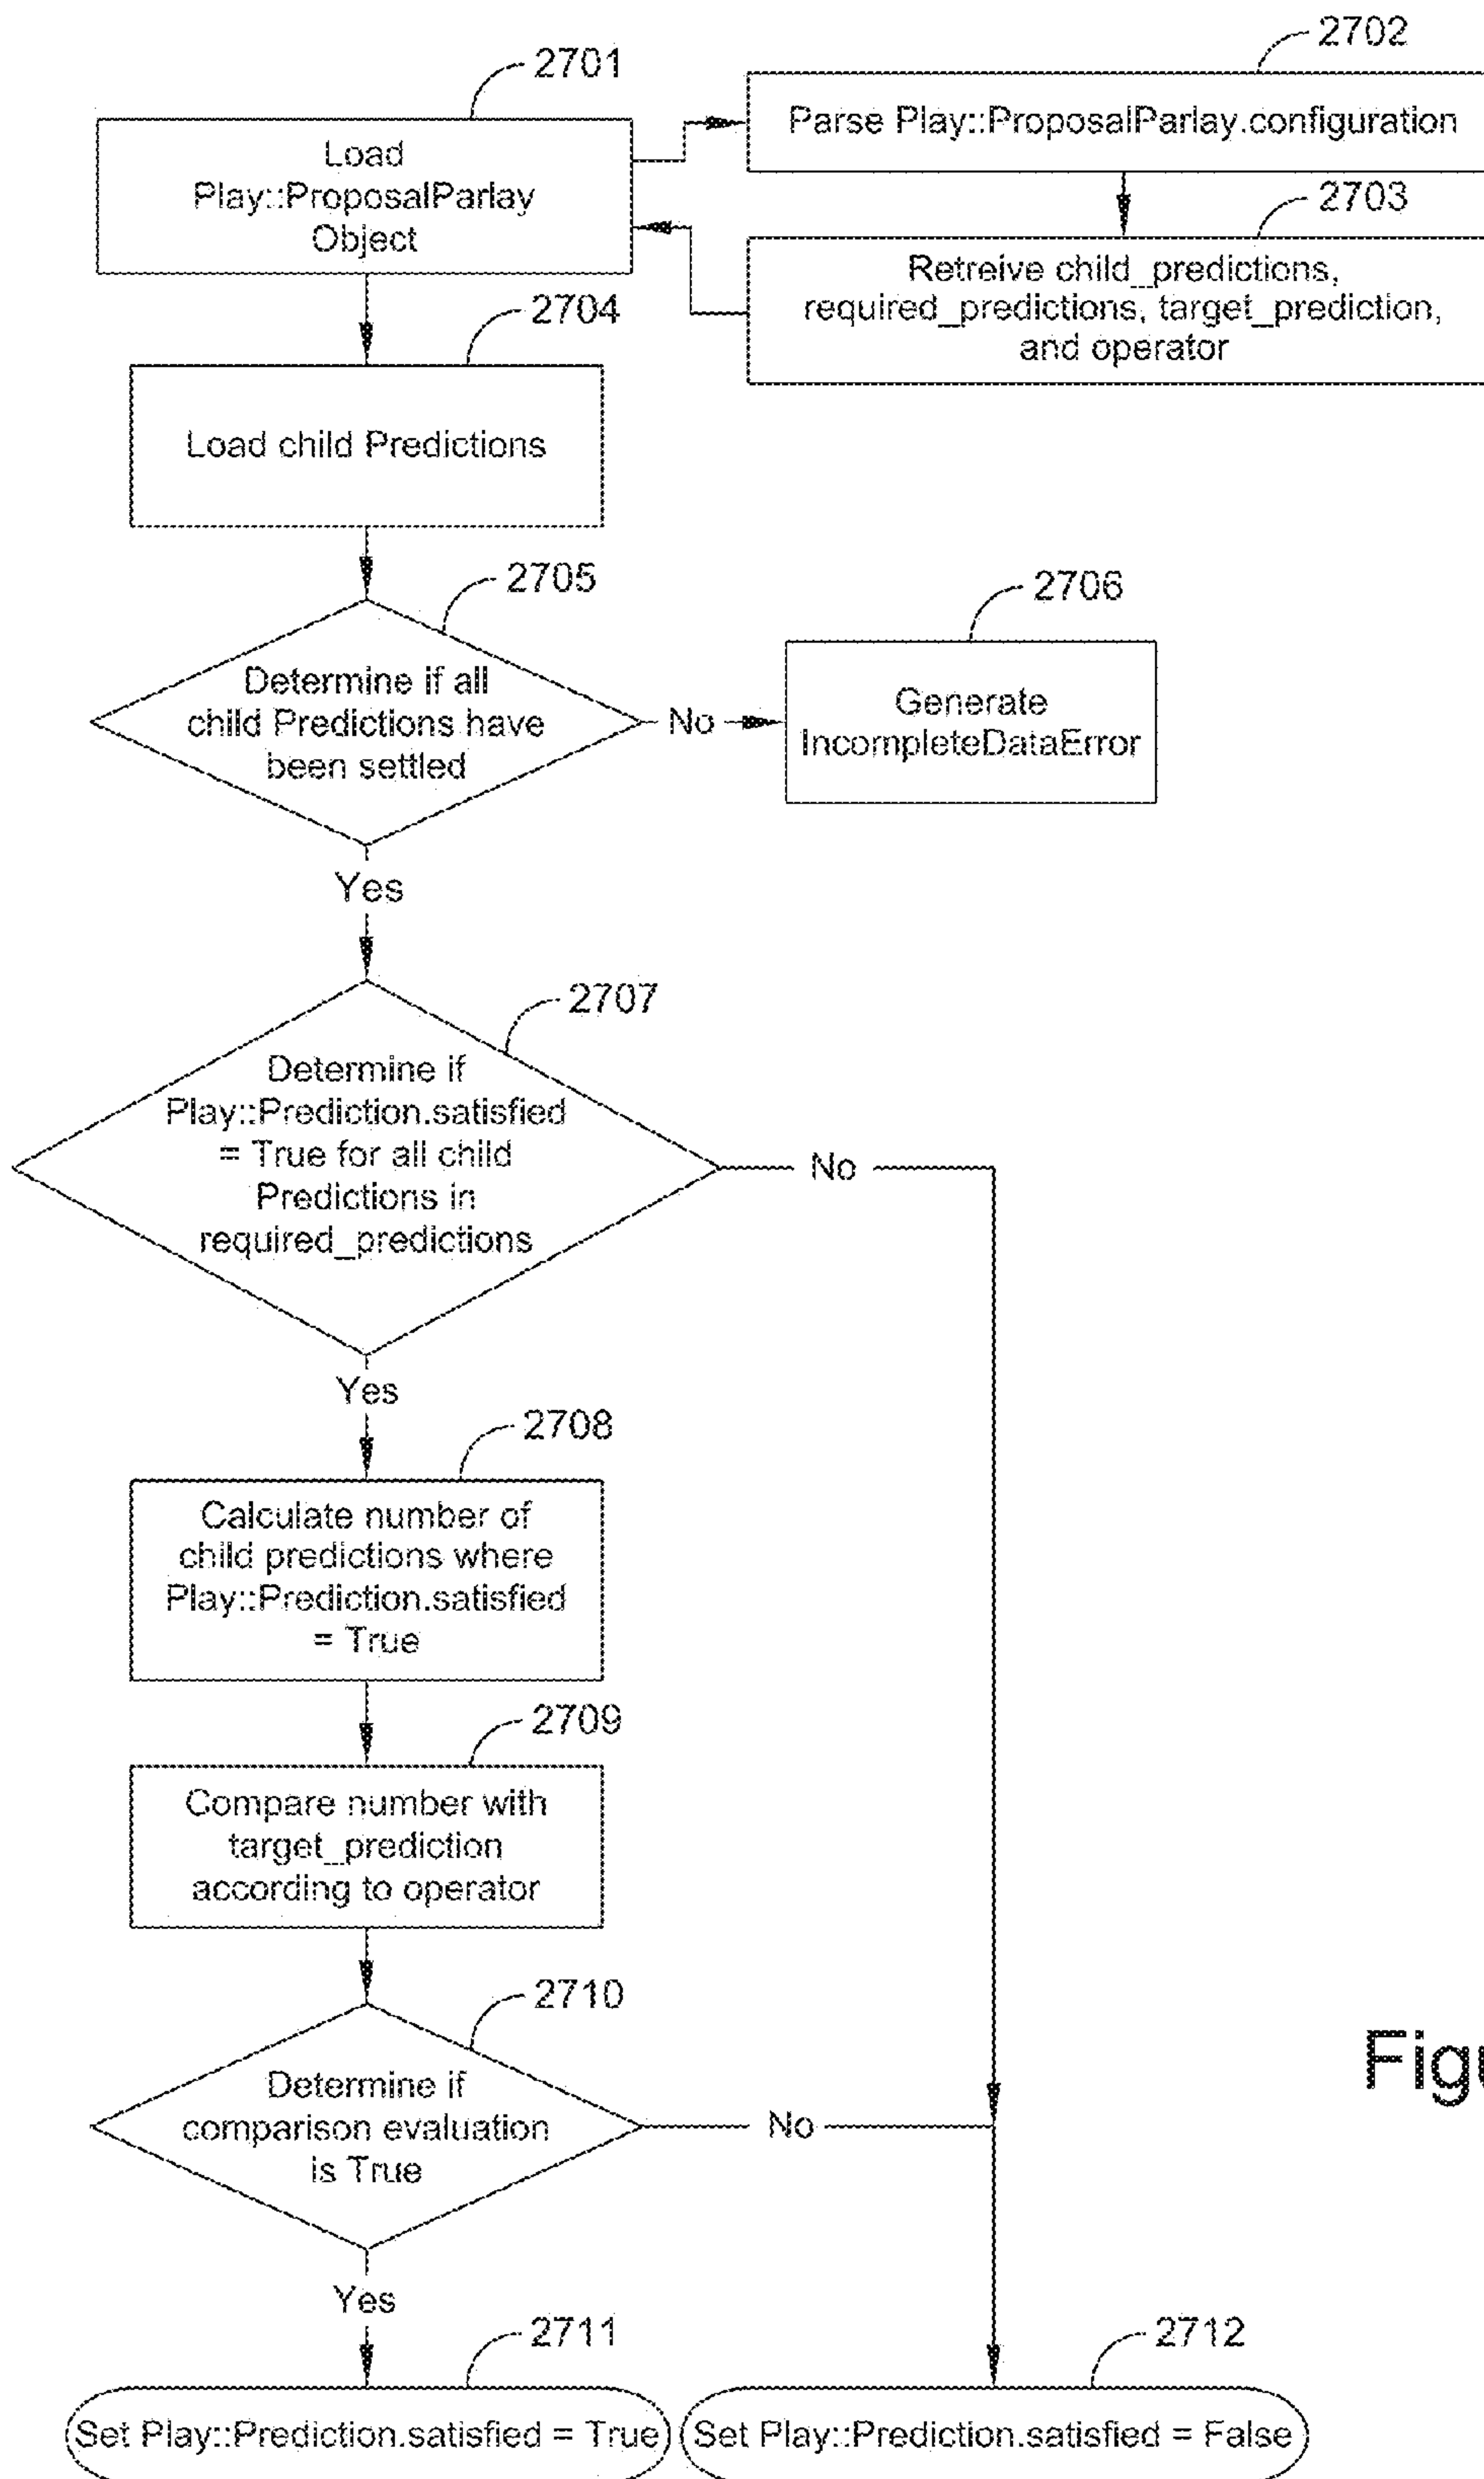 2701
Load
Play::ProposalParlay
Object
2702
Parse Play::ProposalParlay.configuration
2703
Retreive child_predictions,
required_predictions, target_prediction,
and operator
2704
Load child Predictions
2705
Determine if all
child Predictions have
been settled
No
2706
Generate
IncompleteDataError
Yes
2707
Determine if
Play::Prediction.satisfied
= True for all child
Predictions in
required_predictions
No
Yes
2708
Calculate number of
child predictions where
Play::Prediction.satisfied
= True
2709
Compare number with
target_prediction
according to operator
2710
Determine if
comparison evaluation
is True
No
Yes
2711
Set Play::Prediction.satisfied = True
2712
Set Play::Prediction.satisfied = False